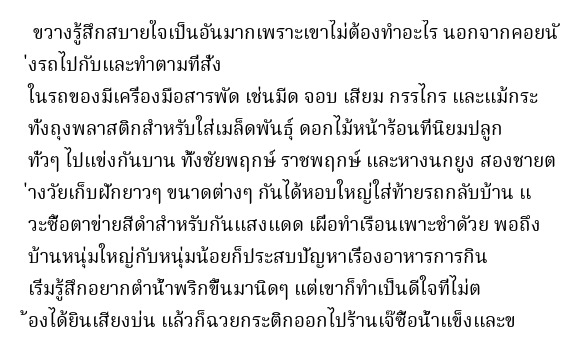 ขวางรู้สึกสบายใจเป็นอันมากเพราะเขาไม่ต้องทำอะไร นอกจากคอยนั
่งรถไปกับและทำตามที่สั่ง
ในรถของมีเครื่องมือสารพัด เช่นมีด จอบ เสียม กรรไกร และแม้กระ
ทั่งถุงพลาสติกสำหรับใส่เมล็ดพันธุ์ ดอกไม้หน้าร้อนที่นิยมปลูก
ทั่วๆ ไปแข่งกันบาน ทั้งชัยพฤกษ์ ราชพฤกษ์ และหางนกยูง สองชายต
่างวัยเก็บฝักยาวๆ ขนาดต่างๆ กันได้หอบใหญ่ใส่ท้ายรถกลับบ้าน แ
วะซื้อตาข่ายสีดำสำหรับกันแสงแดด เผื่อทำเรือนเพาะชำด้วย พอถึง
บ้านหนุ่มใหญ่กับหนุ่มน้อยก็ประสบปัญหาเรื่องอาหารการกิน
เริ่มรู้สึกอยากตำน้ำพริกขึ้นมานิดๆ แต่เขาก็ทำเป็นดีใจที่ไม่ต
้องได้ยินเสียงบ่น แล้วก็ฉวยกระติกออกไปร้านเจ๊ซื้อน้ำแข็งและข